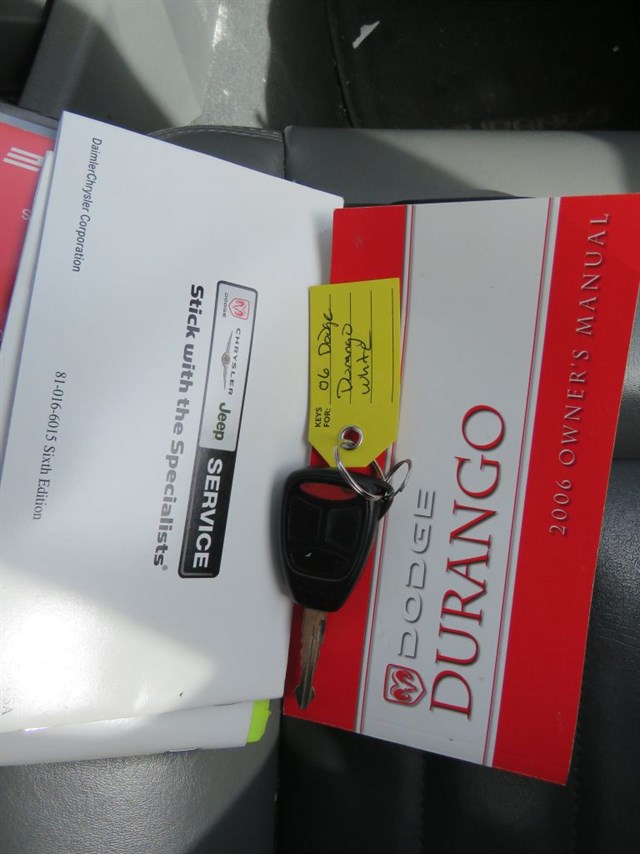 DaimlerChrysler Corporation
DODGE
CHRYSLER
Jeep
SERVICE
Stick with the Specialists®
81-016-6015 Sixth Edition
KEYS
FOR:
06 Dodge
Durango
White
DODGE
DURANGO
2006 OWNER'S MANUAL